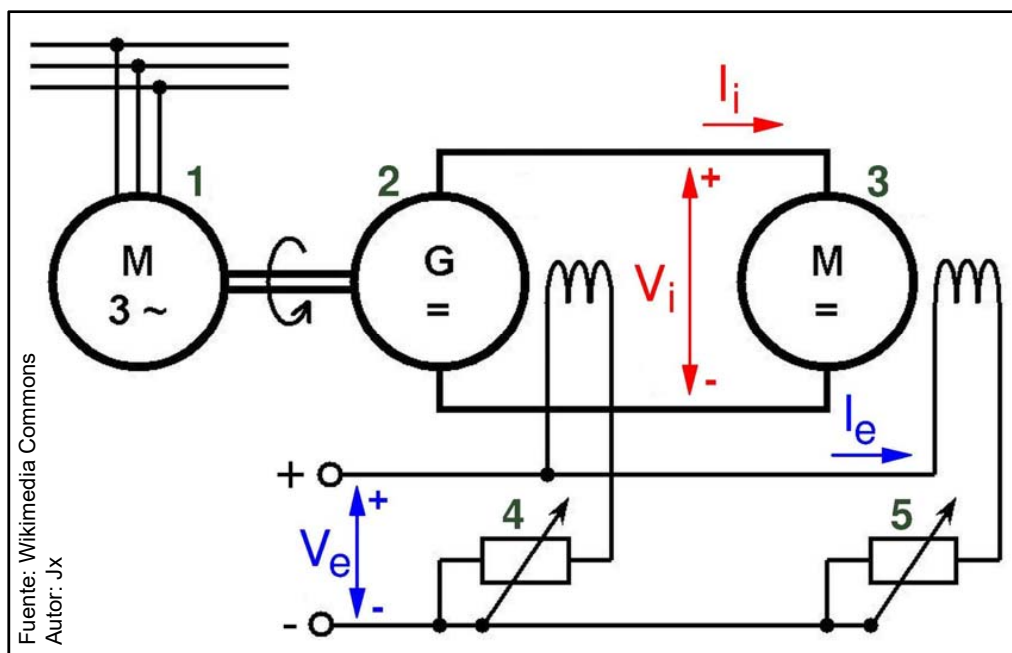 1
2
3
M
3 ~
G
=
M
=
Ii
+
Vi
-
Ie
+
+
Ve
-
-
4
5
Fuente: Wikimedia Commons
Autor: Jx